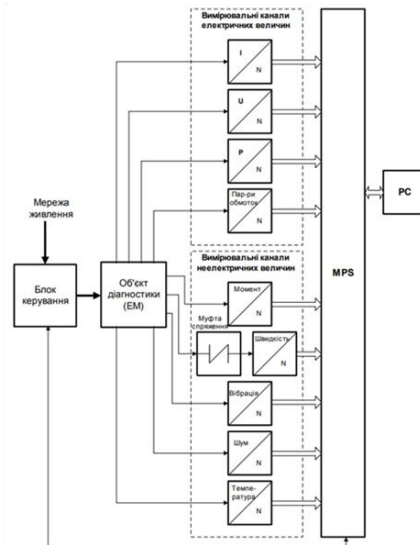 Вимірювальні канали
електричних величин
I
N
U
N
P
N
Пар-ри
обмоток
N
MPS
PC
Мережа
живлення
Блок
керування
Об'єкт
діагностики
(ЕМ)
Вимірювальні канали
неелектричних величин
Момент
N
Муфта
спряження
Швидкість
N
Вібрація
N
Шум
N
Темпе-
ратура
N